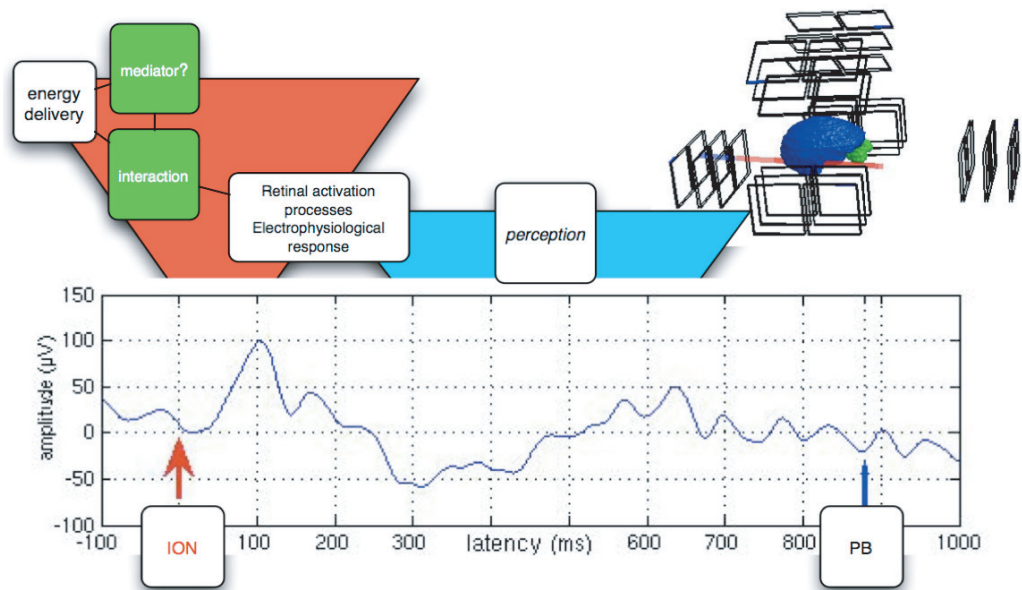 mediator?
energy
delivery
interaction
Retinal activation
processes
Electrophysiological
response
perception
150
100
50
0
-50
-100
amplitude (µV)
-100
100
200
300
latency (ms)
600
700
800
1000
ION
PB